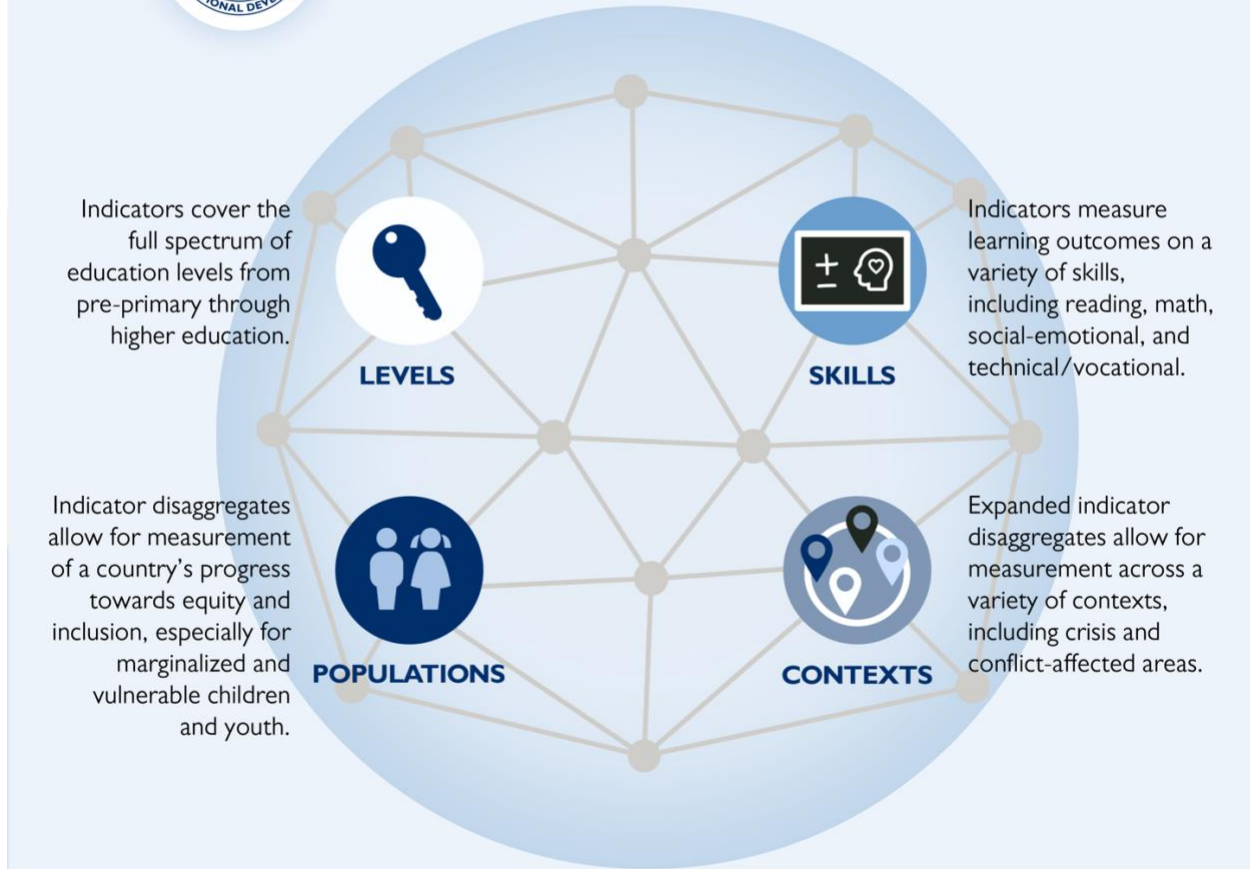 IONAL DEVE
Indicators cover the
full spectrum of
education levels from
pre-primary through
higher education.
LEVELS
Indicators measure
learning outcomes on a
variety of skills,
including reading, math,
social-emotional, and
technical/vocational.
SKILLS
Indicator disaggregates
allow for measurement
of a country's progress
towards equity and
inclusion, especially for
marginalized and
vulnerable children
and youth.
POPULATIONS
Expanded indicator
disaggregates allow for
measurement across a
variety of contexts,
including crisis and
conflict-affected areas.
CONTEXTS